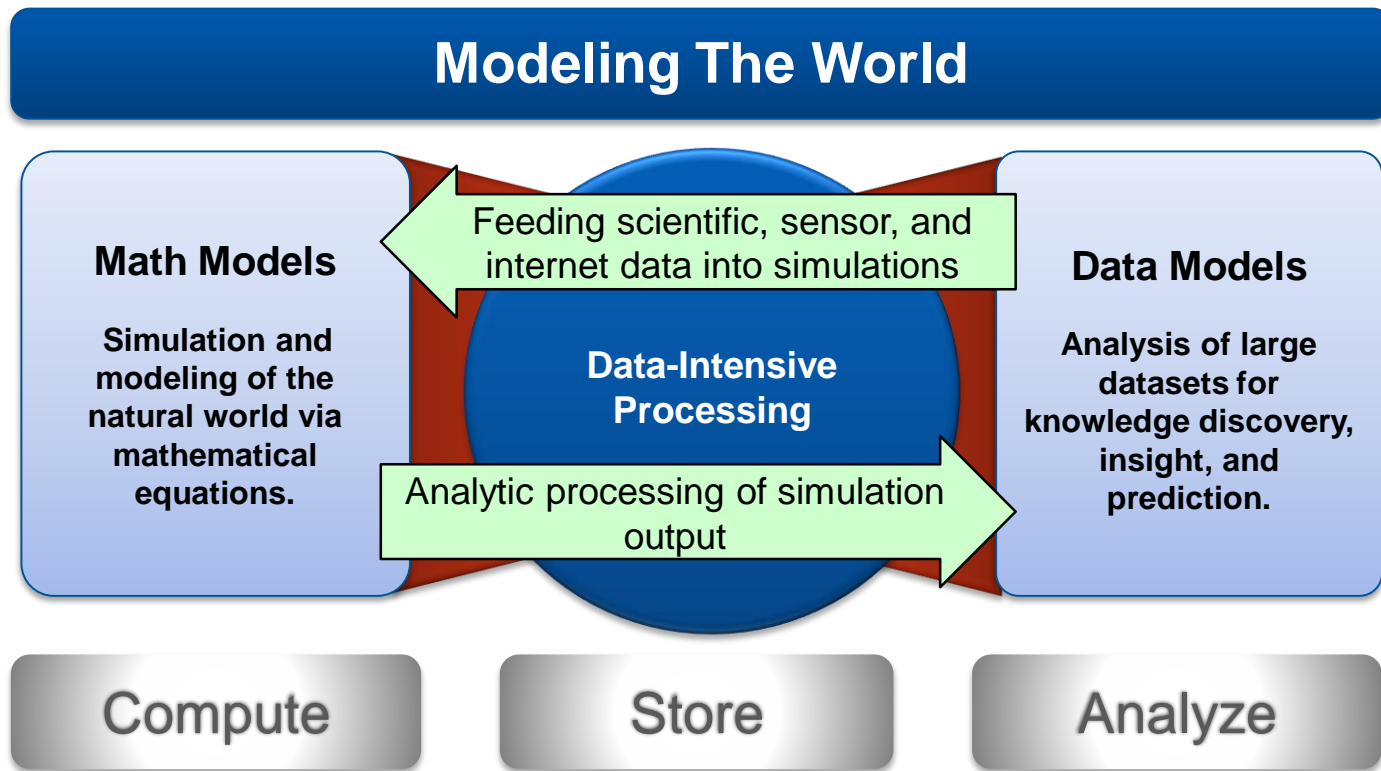 Modeling The World
Math Models
Simulation and
modeling of the
natural world via
mathematical
equations.
Feeding scientific, sensor, and
internet data into simulations
Data-Intensive
Processing
Analytic processing of simulation
output
Data Models
Analysis of large
datasets for
knowledge discovery,
insight, and
prediction.
Compute
Store
Analyze